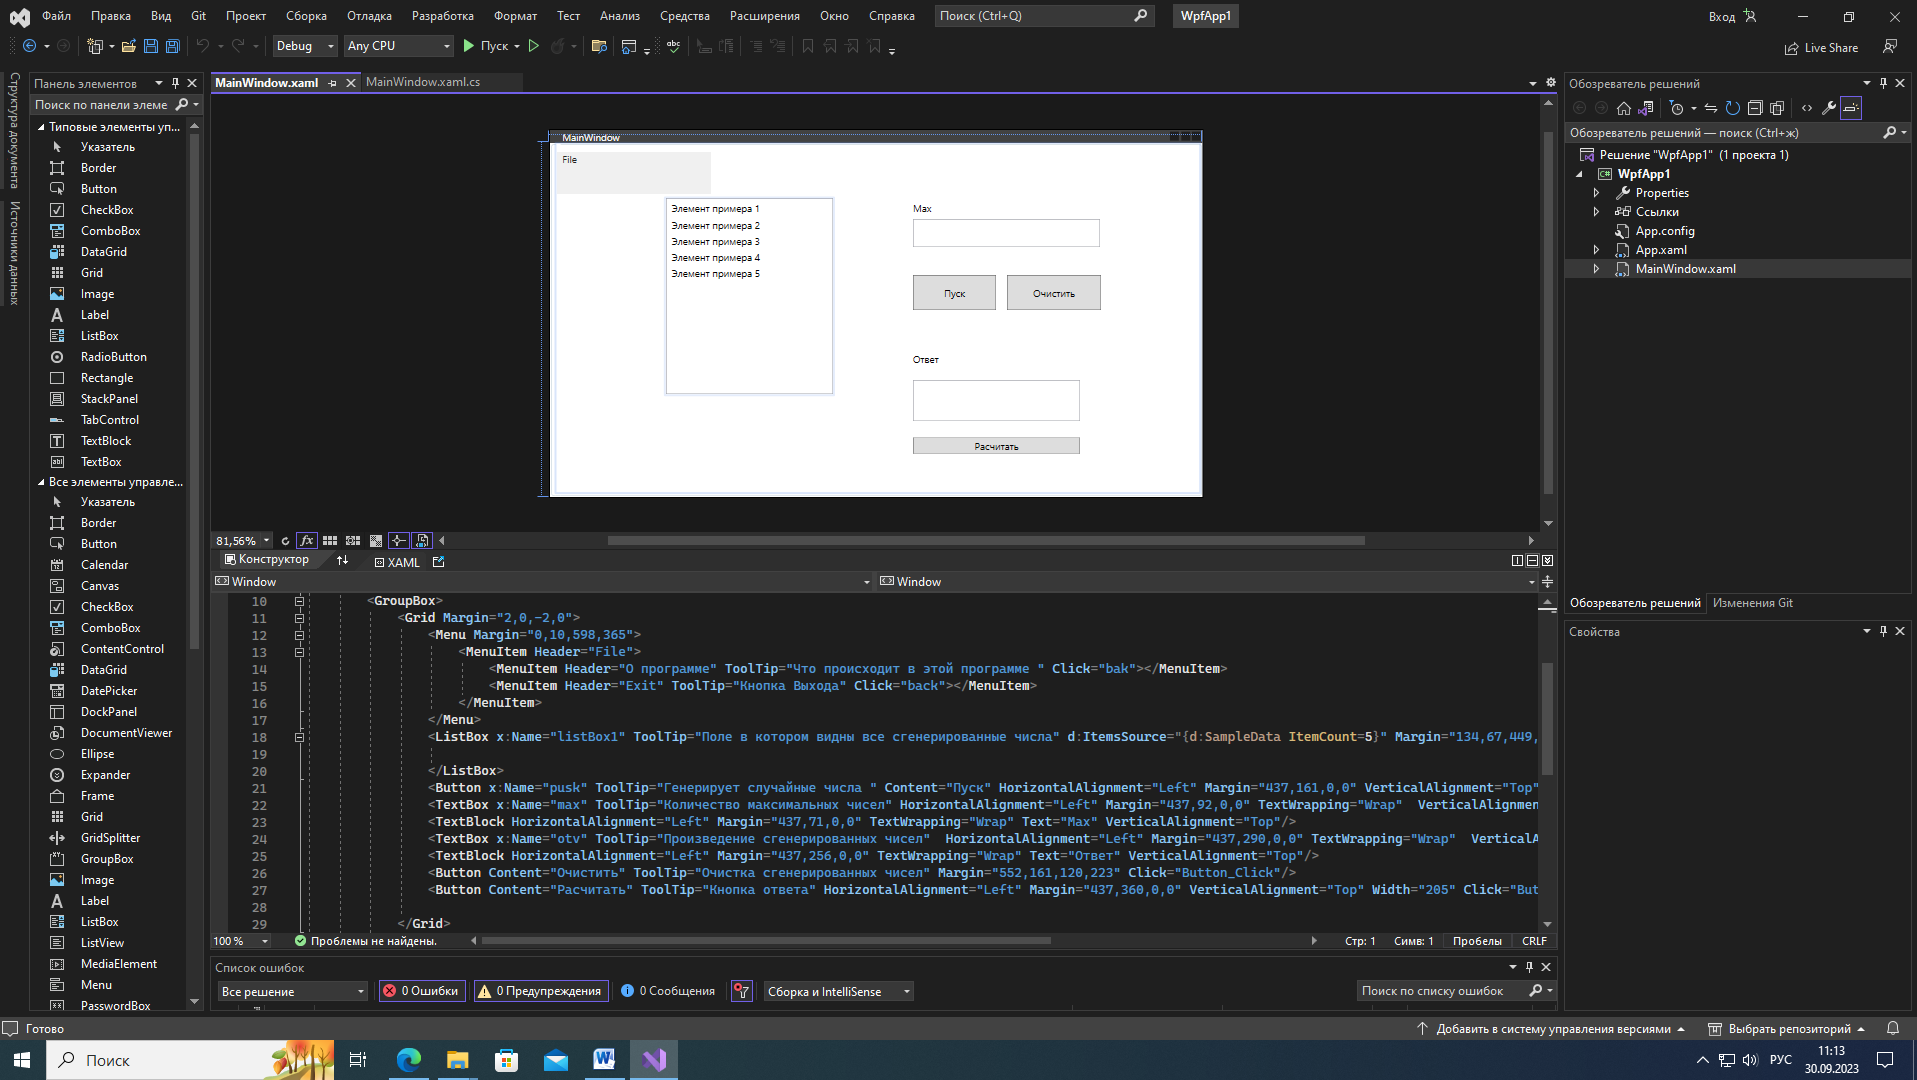 Файл Правка Вид Git Проект Сборка Отладка Разработка Формат Тест Анализ Средства Расширения Окно Справка Поиск (Ctrl+Q) WpfApp1 Вход
Debug Any CPU Пуск abc Live Share
Структура документа
Источники данных
Панель элементов
Поиск по панели элеме
Типовые элементы уп...
Указатель
Border
Button
CheckBox
ComboBox
DataGrid
Grid
Image
Label
ListBox
RadioButton
Rectangle
StackPanel
TabControl
TextBlock
TextBox
Все элементы управле...
Указатель
Border
Button
Calendar
Canvas
CheckBox
ComboBox
ContentControl
DataGrid
DatePicker
DockPanel
DocumentViewer
Ellipse
Expander
Frame
Grid
GridSplitter
GroupBox
Image
Label
ListBox
ListView
MediaElement
Menu
PasswordBox
MainWindow.xaml MainWindow.xaml.cs
MainWindow
File
Элемент примера 1
Элемент примера 2
Элемент примера 3
Элемент примера 4
Элемент примера 5
Max
Пуск Очистить
Ответ
Расчитать
81,56% fx
Конструктор XAML
Window Window
10 <GroupBox>
11 <Grid Margin="2,0,-2,0">
12 <Menu Margin="0,10,598,365">
13 <MenuItem Header="File">
14 <MenuItem Header="О программе" ToolTip="Что происходит в этой программе " Click="bak"></MenuItem>
15 <MenuItem Header="Exit" ToolTip="Кнопка Выхода" Click="back"></MenuItem>
16 </MenuItem>
17 </Menu>
18 <ListBox x:Name="listBox1" ToolTip="Поле в котором видны все сгенерированные числа" d:ItemsSource="{d:SampleData ItemCount=5}" Margin="134,67,449,
19
20 </ListBox>
21 <Button x:Name="pusk" ToolTip="Генерирует случайные числа " Content="Пуск" HorizontalAlignment="Left" Margin="437,161,0,0" VerticalAlignment="Top"
22 <TextBox x:Name="max" ToolTip="Количество максимальных чисел" HorizontalAlignment="Left" Margin="437,92,0,0" TextWrapping="Wrap"  VerticalAlignmen
23 <TextBlock HorizontalAlignment="Left" Margin="437,71,0,0" TextWrapping="Wrap" Text="Max" VerticalAlignment="Top"/>
24 <TextBox x:Name="otv" ToolTip="Произведение сгенерированных чисел"  HorizontalAlignment="Left" Margin="437,290,0,0" TextWrapping="Wrap"  VerticalA
25 <TextBlock HorizontalAlignment="Left" Margin="437,256,0,0" TextWrapping="Wrap" Text="Ответ" VerticalAlignment="Top"/>
26 <Button Content="Очистить" ToolTip="Очистка сгенерированных чисел" Margin="552,161,120,223" Click="Button_Click"/>
27 <Button Content="Расчитать" ToolTip="Кнопка ответа" HorizontalAlignment="Left" Margin="437,360,0,0" VerticalAlignment="Top" Width="205" Click="But
28
29 </Grid>
100 % Проблемы не найдены. Стр: 1 Симв: 1 Пробелы CRLF
Список ошибок
Все решение 0 Ошибки 0 Предупреждения 0 Сообщения Сборка и IntelliSense Поиск по списку ошибок
Обозреватель решений
Обозреватель решений — поиск (Ctrl+ж)
Решение "WpfApp1" (1 проекта 1)
C# WpfApp1
Properties
Ссылки
App.config
App.xaml
MainWindow.xaml
Обозреватель решений Изменения Git
Свойства
Готово Добавить в систему управления версиями Выбрать репозиторий
Поиск РУС 11:13
30.09.2023